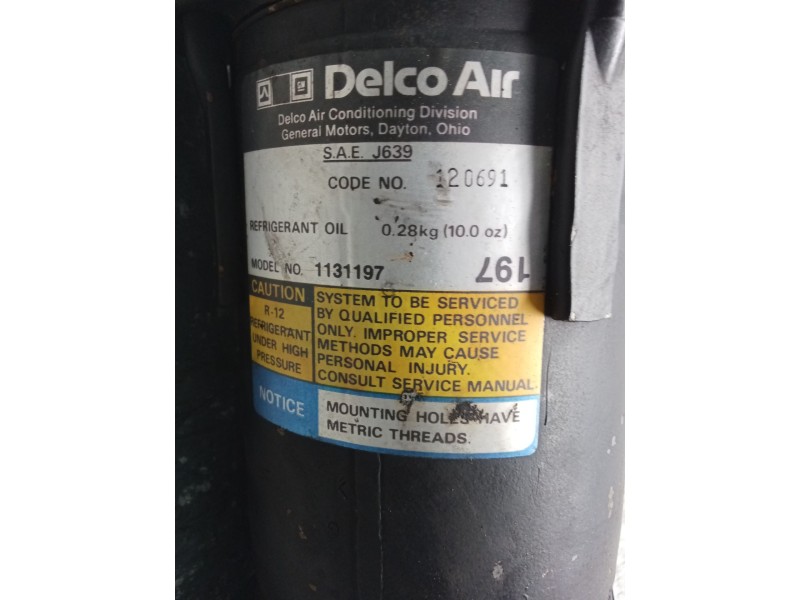 Delco Air
Delco Air Conditioning Division
General Motors, Dayton, Ohio
S.A.E. J639
CODE NO. 120691
REFRIGERANT OIL 0.28kg (10.0 oz)
MODEL NO. 1131197
197
CAUTION
R-12
REFRIGERANT
UNDER HIGH
PRESSURE
SYSTEM TO BE SERVICED
BY QUALIFIED PERSONNEL
ONLY. IMPROPER SERVICE
METHODS MAY CAUSE
PERSONAL INJURY.
CONSULT SERVICE MANUAL.
NOTICE
MOUNTING HOLES HAVE
METRIC THREADS.